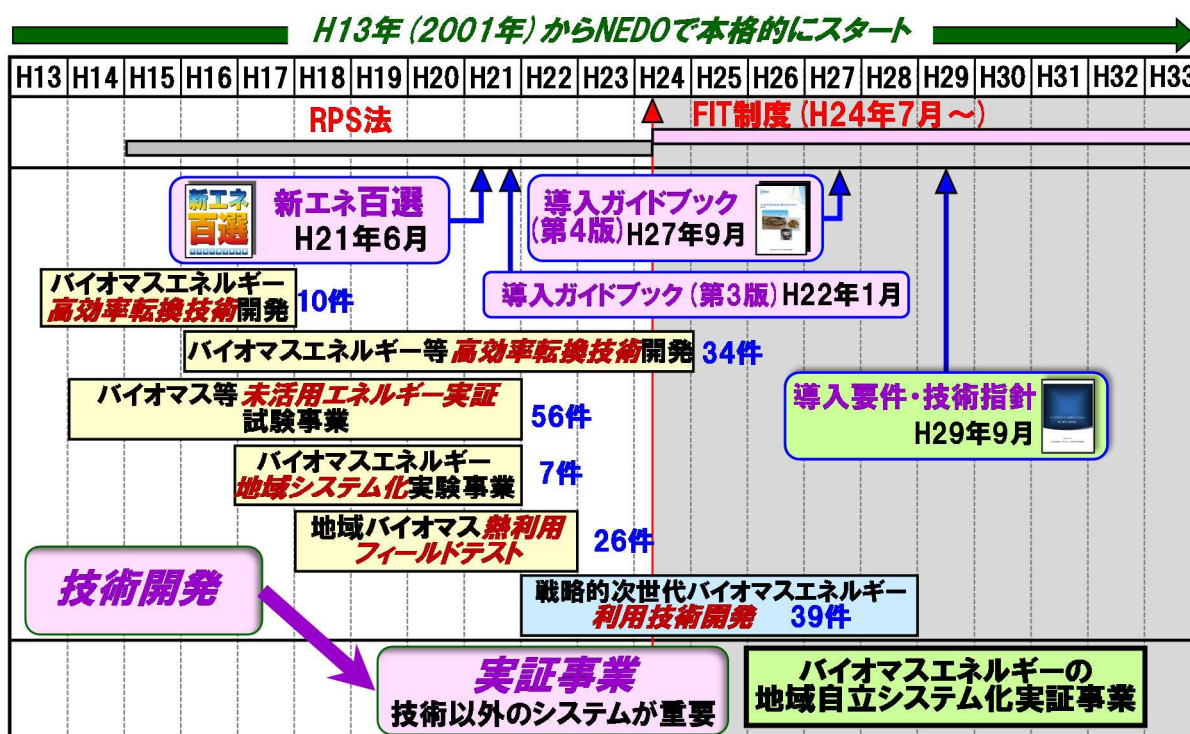 H13年(2001年)からNEDOで本格的にスタート
H13 H14 H15 H16 H17 H18 H19 H20 H21 H22 H23 H24 H25 H26 H27 H28 H29 H30 H31 H32 H33
RPS法
FIT制度(H24年7月～)
新エネ
百選
新エネ百選
H21年6月
導入ガイドブック
(第4版)H27年9月
導入ガイドブック(第3版)H22年1月
バイオマスエネルギー
高効率転換技術開発
10件
バイオマスエネルギー等高効率転換技術開発
34件
バイオマス等未活用エネルギー実証
試験事業
56件
導入要件・技術指針
H29年9月
バイオマスエネルギー
地域システム化実験事業
7件
地域バイオマス熱利用
フィールドテスト
26件
戦略的次世代バイオマスエネルギー
利用技術開発 39件
技術開発
実証事業
技術以外のシステムが重要
バイオマスエネルギーの
地域自立システム化実証事業